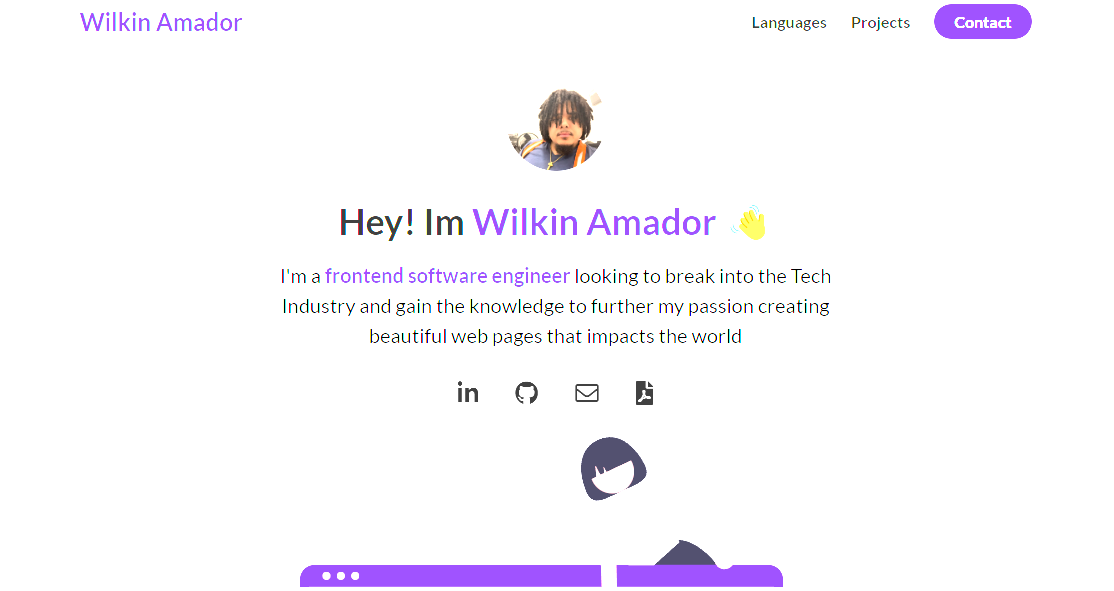 Wilkin Amador
Languages Projects Contact
Hey! Im Wilkin Amador 👋
I'm a frontend software engineer looking to break into the Tech
Industry and gain the knowledge to further my passion creating
beautiful web pages that impacts the world
in